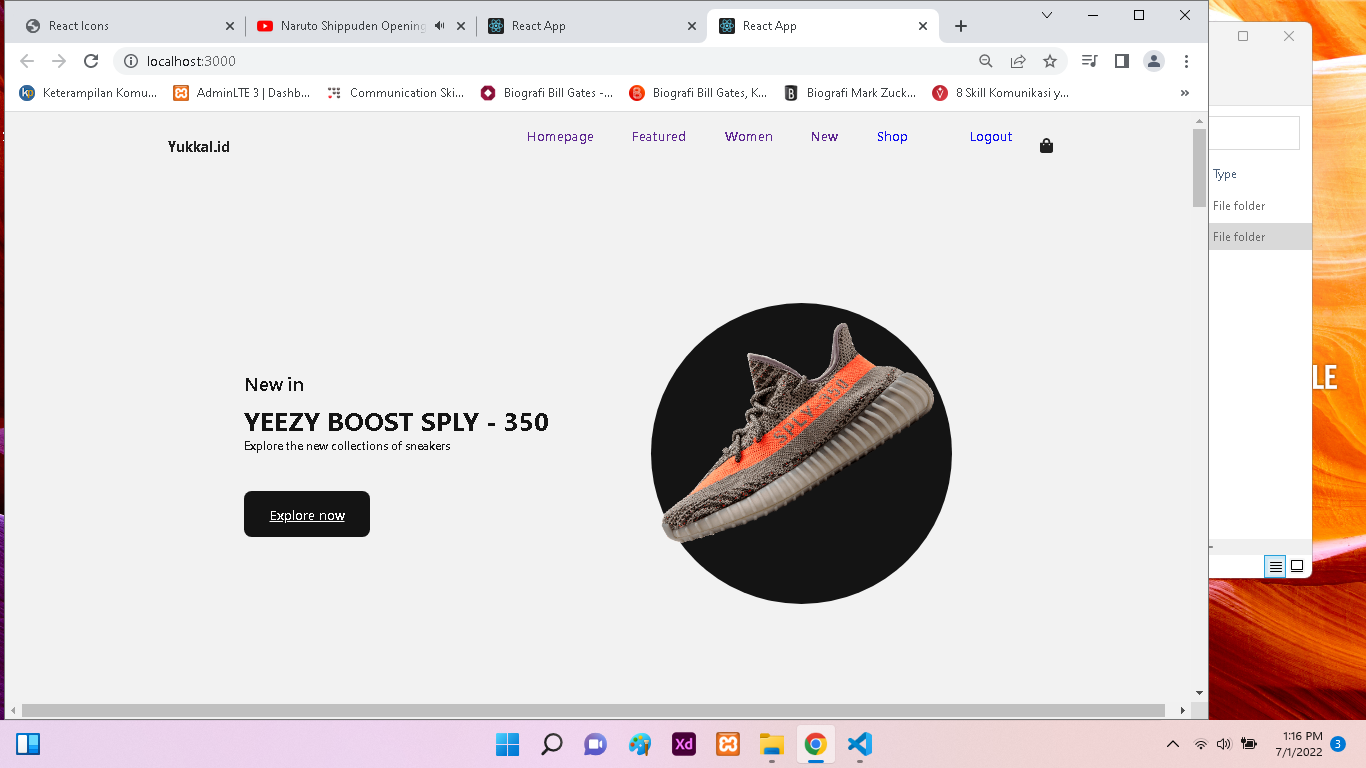 React Icons
Naruto Shippuden Opening
React App
React App
localhost:3000
Keterampilan Komu...
AdminLTE 3 | Dashb...
Communication Ski...
Biografi Bill Gates -...
Biografi Bill Gates, K...
Biografi Mark Zuck...
8 Skill Komunikasi y...
»
Yukkal.id
Homepage
Featured
Women
New
Shop
Logout
Type
File folder
File folder
New in
YEEZY BOOST SPLY - 350
Explore the new collections of sneakers
Explore now
SPLY 350
LE
Xd
1:16 PM
7/1/2022
3